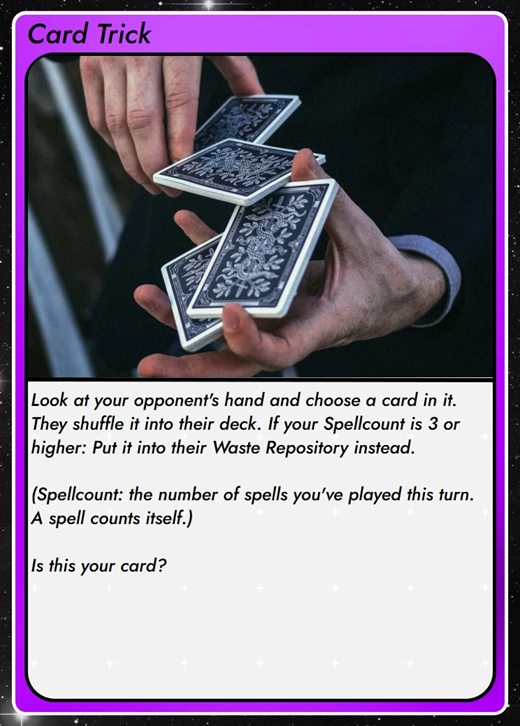 Card Trick
Look at your opponent's hand and choose a card in it.
They shuffle it into their deck. If your Spellcount is 3 or
higher: Put it into their Waste Repository instead.
(Spellcount: the number of spells you've played this turn.
A spell counts itself.)
Is this your card?